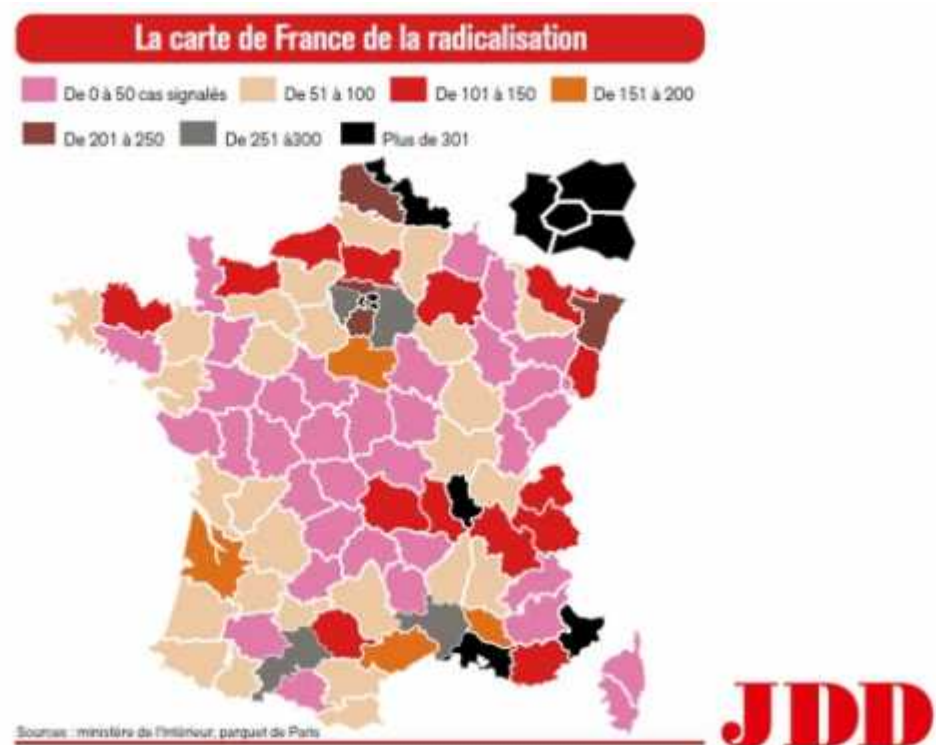 La carte de France de la radicalisation
De 0 à 50 cas signalés De 51 à 100 De 101 à 150 De 151 à 200
De 201 à 250 De 251 à300 Plus de 301
Sources : ministère de l'Intérieur, parquet de Paris
JDD